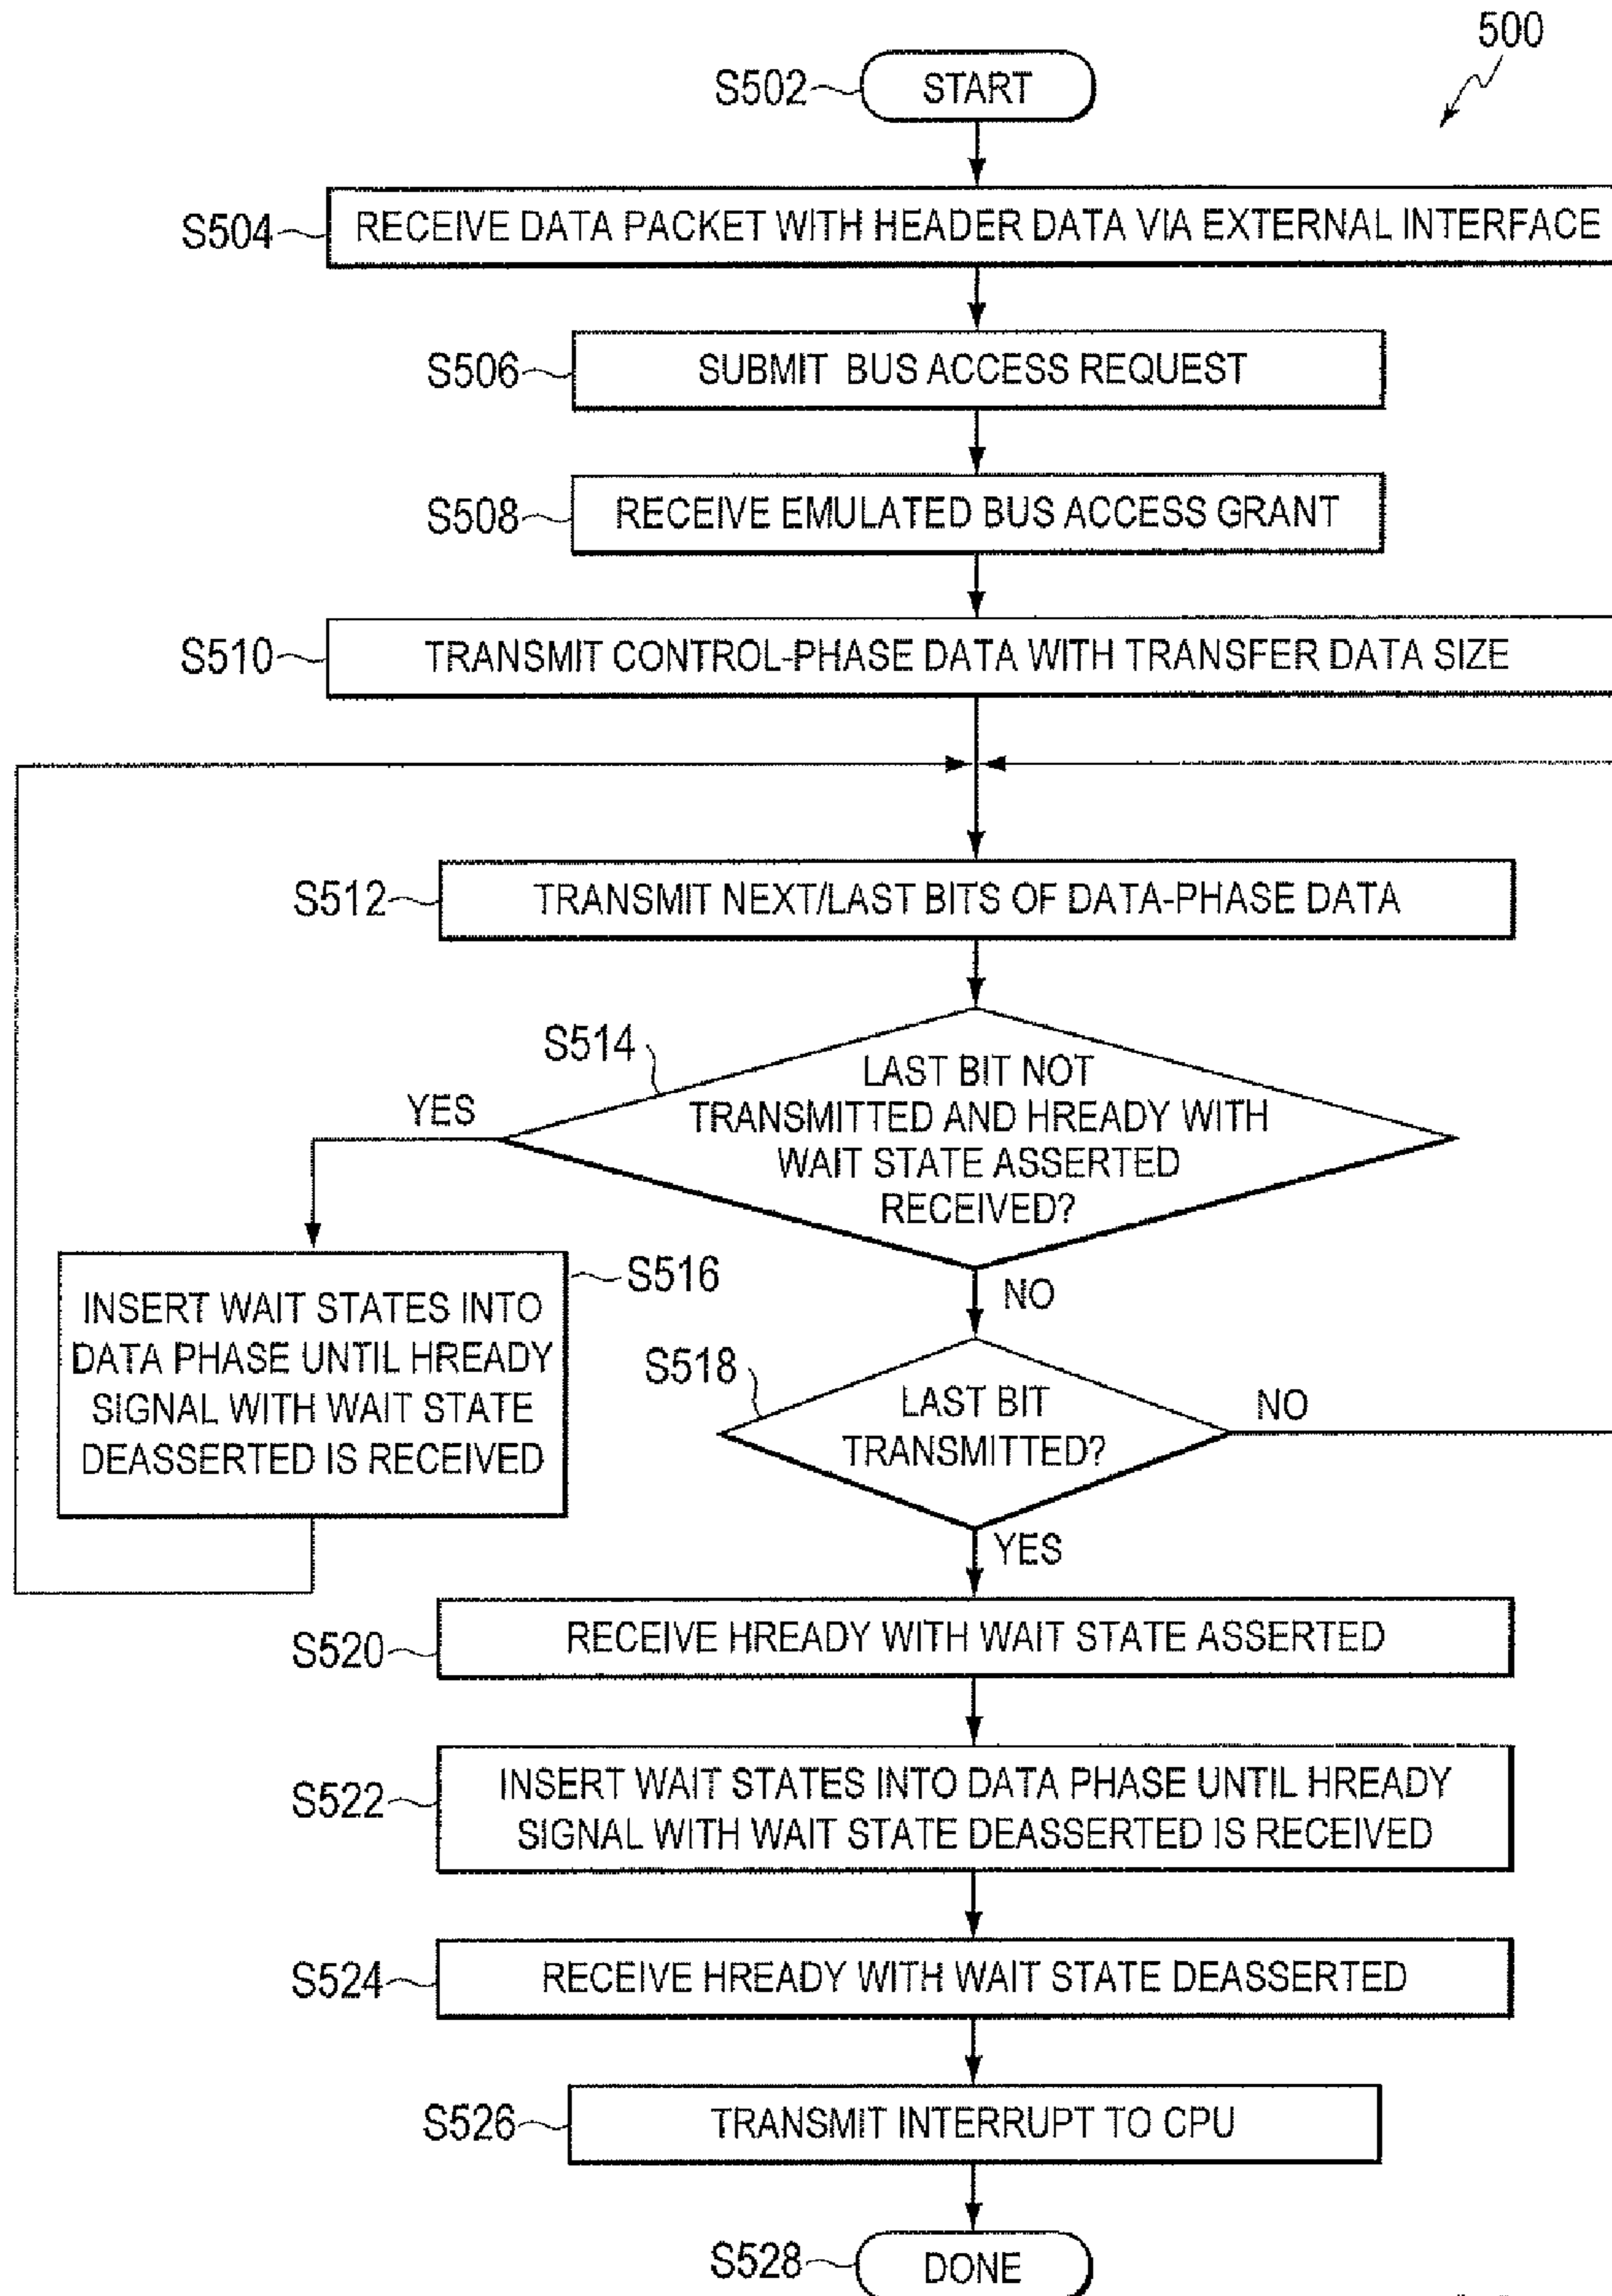 500
S502
START
S504
RECEIVE DATA PACKET WITH HEADER DATA VIA EXTERNAL INTERFACE
S506
SUBMIT BUS ACCESS REQUEST
S508
RECEIVE EMULATED BUS ACCESS GRANT
S510
TRANSMIT CONTROL-PHASE DATA WITH TRANSFER DATA SIZE
S512
TRANSMIT NEXT/LAST BITS OF DATA-PHASE DATA
S514
LAST BIT NOT
TRANSMITTED AND HREADY WITH
WAIT STATE ASSERTED
RECEIVED?
YES
NO
S516
INSERT WAIT STATES INTO
DATA PHASE UNTIL HREADY
SIGNAL WITH WAIT STATE
DEASSERTED IS RECEIVED
S518
LAST BIT
TRANSMITTED?
NO
YES
S520
RECEIVE HREADY WITH WAIT STATE ASSERTED
S522
INSERT WAIT STATES INTO DATA PHASE UNTIL HREADY
SIGNAL WITH WAIT STATE DEASSERTED IS RECEIVED
S524
RECEIVE HREADY WITH WAIT STATE DEASSERTED
S526
TRANSMIT INTERRUPT TO CPU
S528
DONE